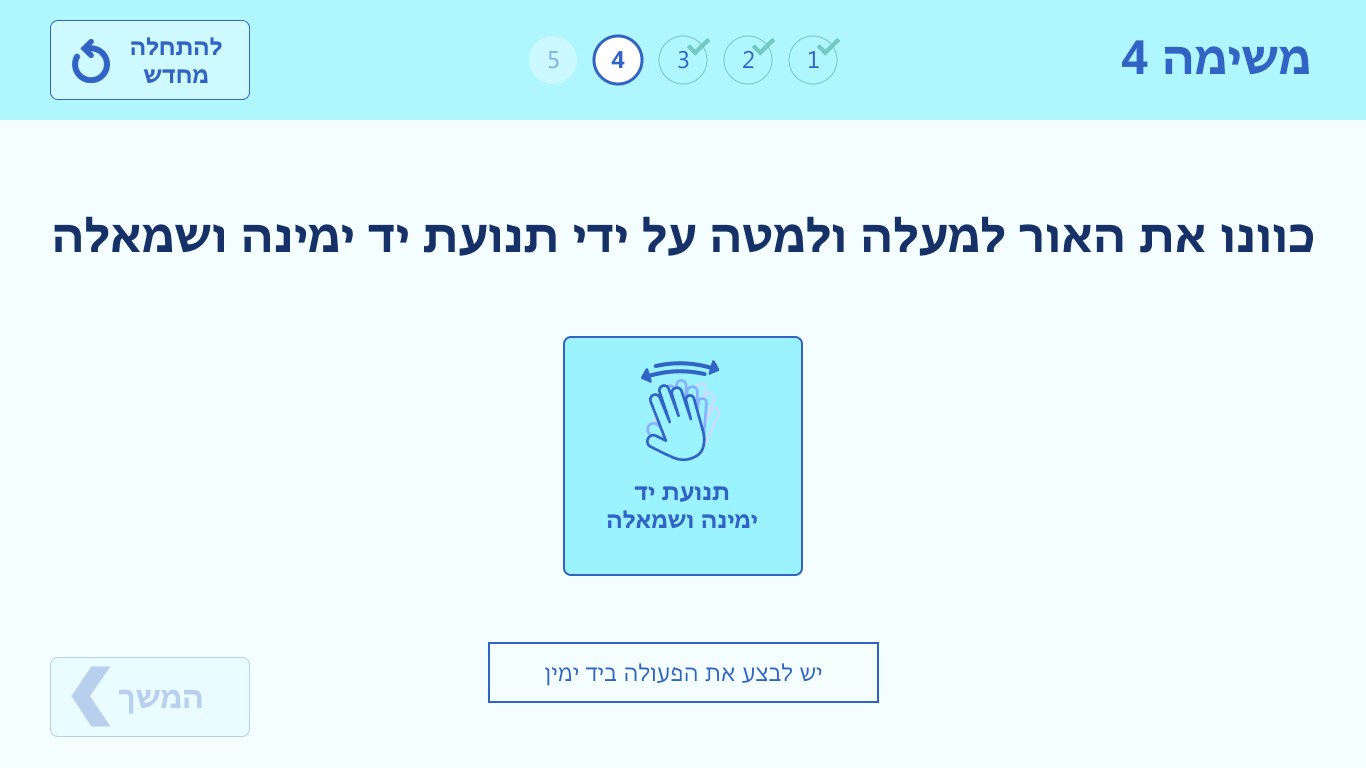 משימה 4
1 2 3 4 5
להתחלה
מחדש
כוונו את האור למעלה ולמטה על ידי תנועת יד ימינה ושמאלה
תנועת יד
ימינה ושמאלה
יש לבצע את הפעולה ביד ימין
המשך